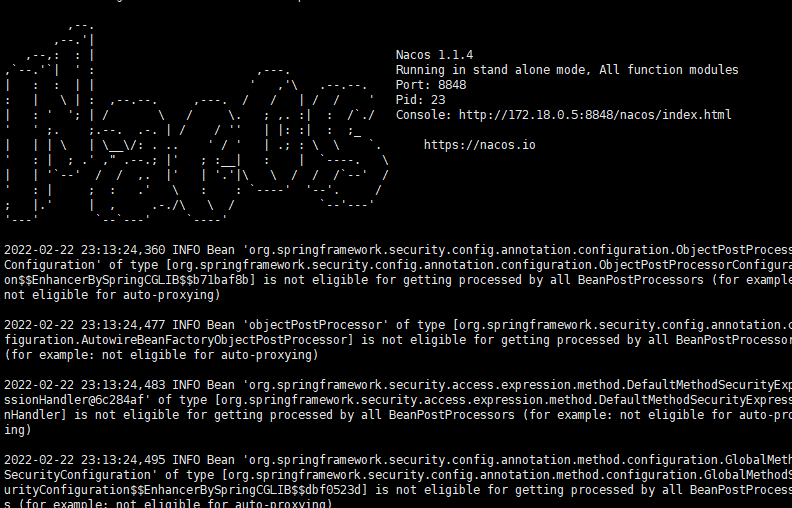 Nacos 1.1.4
Running in stand alone mode, All function modules
Port: 8848
Pid: 23
Console: http://172.18.0.5:8848/nacos/index.html
https://nacos.io
2022-02-22 23:13:24,360 INFO Bean 'org.springframework.security.config.annotation.configuration.ObjectPostProcess
Configuration' of type [org.springframework.security.config.annotation.configuration.ObjectPostProcessorConfigura
on$$EnhancerBySpringCGLIB$$b71baf8b] is not eligible for getting processed by all BeanPostProcessors (for example
not eligible for auto-proxying)
2022-02-22 23:13:24,477 INFO Bean 'objectPostProcessor' of type [org.springframework.security.config.annotation.c
figuration.AutowireBeanFactoryObjectPostProcessor] is not eligible for getting processed by all BeanPostProcessor
(for example: not eligible for auto-proxying)
2022-02-22 23:13:24,483 INFO Bean 'org.springframework.security.access.expression.method.DefaultMethodSecurityExp
ssionHandler@6c284af' of type [org.springframework.security.access.expression.method.DefaultMethodSecurityExpress
nHandler] is not eligible for getting processed by all BeanPostProcessors (for example: not eligible for auto-pro
ing)
2022-02-22 23:13:24,495 INFO Bean 'org.springframework.security.config.annotation.method.configuration.GlobalMeth
SecurityConfiguration' of type [org.springframework.security.config.annotation.method.configuration.GlobalMethodS
urityConfiguration$$EnhancerBySpringCGLIB$$dbf0523d] is not eligible for getting processed by all BeanPostProcess
s (for example: not eligible for auto-proxying)